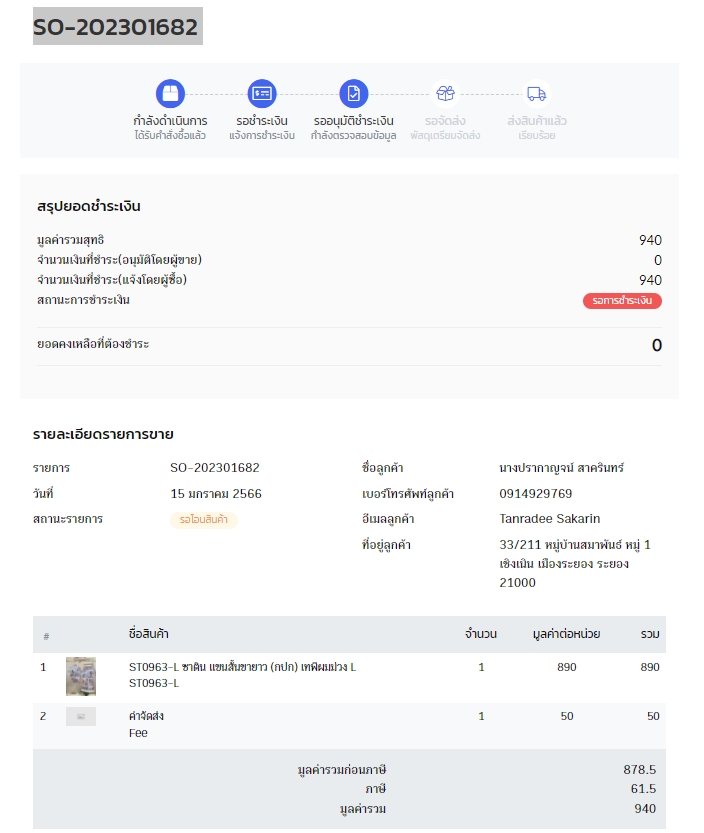 SO-202301682
กำลังดำเนินการ
ได้รับคำสั่งซื้อแล้ว
รอชำระเงิน
แจ้งการชำระเงิน
รออนุมัติชำระเงิน
กำลังตรวจสอบข้อมูล
รอจัดส่ง
พัสดุเตรียมจัดส่ง
ส่งสินค้าแล้ว
เรียบร้อย
สรุปยอดชำระเงิน
มูลค่ารวมสุทธิ 940
จำนวนเงินที่ชำระ(อนุมัติโดยผู้ขาย) 0
จำนวนเงินที่ชำระ(แจ้งโดยผู้ซื้อ) 940
สถานะการชำระเงิน รอการชำระเงิน
ยอดคงเหลือที่ต้องชำระ 0
รายละเอียดรายการขาย
รายการ SO-202301682
วันที่ 15 มกราคม 2566
สถานะรายการ รอโอนสินค้า
ชื่อลูกค้า นางปรากาญจน์ สาครินทร์
เบอร์โทรศัพท์ลูกค้า 0914929769
อีเมลลูกค้า Tanradee Sakarin
ที่อยู่ลูกค้า 33/211 หมู่บ้านสมาพันธ์ หมู่ 1
เชิงเนิน เมืองระยอง ระยอง
21000
# ชื่อสินค้า จำนวน มูลค่าต่อหน่วย รวม
1 ST0963-L ซาติน แขนสั้นขายาว (กปก) เทพีผมม่วง L 1 890 890
ST0963-L
2 ค่าจัดส่ง 1 50 50
Fee
มูลค่ารวมก่อนภาษี 878.5
ภาษี 61.5
มูลค่ารวม 940